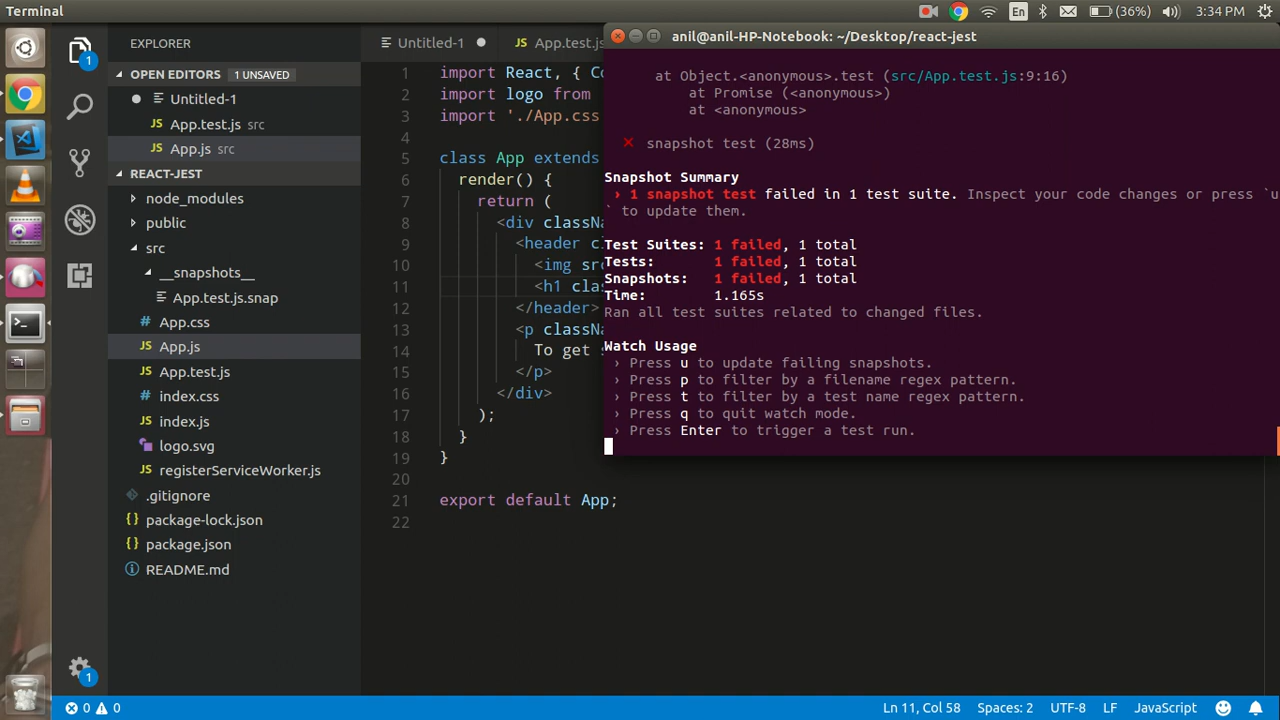 Terminal
En
(36%)
3:34 PM
EXPLORER
1
OPEN EDITORS 1 UNSAVED
Untitled-1
App.test.js src
App.js src
REACT-JEST
node_modules
public
src
__snapshots__
App.test.js.snap
# App.css
JS App.js
JS App.test.js
# index.css
JS index.js
logo.svg
JS registerServiceWorker.js
.gitignore
{} package-lock.json
{} package.json
README.md
1
Untitled-1
JS App.test.js
1 import React, {
2 import logo from
3 import './App.css
4
5 class App extends
6 render() {
7 return (
8 <div
9 <header
10 <img
11 <h1
12 </header>
13 <p
14 To get
15 </p>
16 </div>
17 );
18 }
19 }
20
21 export default App;
22
anil@anil-HP-Notebook: ~/Desktop/react-jest
at Object.<anonymous>.test (src/App.test.js:9:16)
at Promise (<anonymous>)
at <anonymous>
✕ snapshot test (28ms)
Snapshot Summary
› 1 snapshot test failed in 1 test suite. Inspect your code changes or press `u
` to update them.
Test Suites: 1 failed, 1 total
Tests: 1 failed, 1 total
Snapshots: 1 failed, 1 total
Time: 1.165s
Ran all test suites related to changed files.
Watch Usage
› Press u to update failing snapshots.
› Press p to filter by a filename regex pattern.
› Press t to filter by a test name regex pattern.
› Press q to quit watch mode.
› Press Enter to trigger a test run.
0 0
Ln 11, Col 58
Spaces: 2
UTF-8
LF
JavaScript